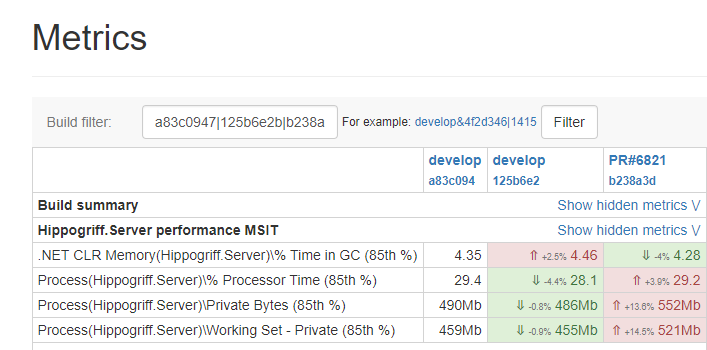 Metrics
Build filter: a83c0947|125b6e2b|b238a For example: develop&4f2d346|1415 Filter
develop develop PR#6821
a83c094 125b6e2 b238a3d
Build summary Show hidden metrics \/
Hippogriff.Server performance MSIT Show hidden metrics \/
.NET CLR Memory(Hippogriff.Server)\% Time in GC (85th %) 4.35 ⇑ +2.5% 4.46 ⇓ -4% 4.28
Process(Hippogriff.Server)\% Processor Time (85th %) 29.4 ⇓ -4.4% 28.1 ⇑ +3.9% 29.2
Process(Hippogriff.Server)\Private Bytes (85th %) 490Mb ⇓ -0.8% 486Mb ⇑ +13.6% 552Mb
Process(Hippogriff.Server)\Working Set - Private (85th %) 459Mb ⇓ -0.9% 455Mb ⇑ +14.5% 521Mb